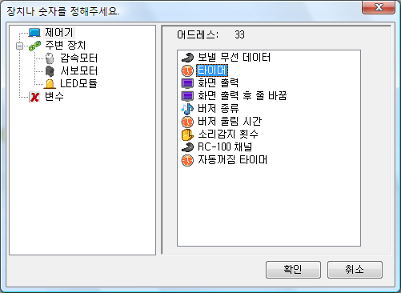 장치나 숫자를 정해주세요.
제어기
주변 장치
감속모터
서보모터
LED모듈
변수
어드레스: 33
보낼 무선 데이터
타이머
화면 출력
화면 출력 후 줄 바꿈
버저 종류
버저 울림 시간
소리감지 횟수
RC-100 채널
자동꺼짐 타이머
확인
취소